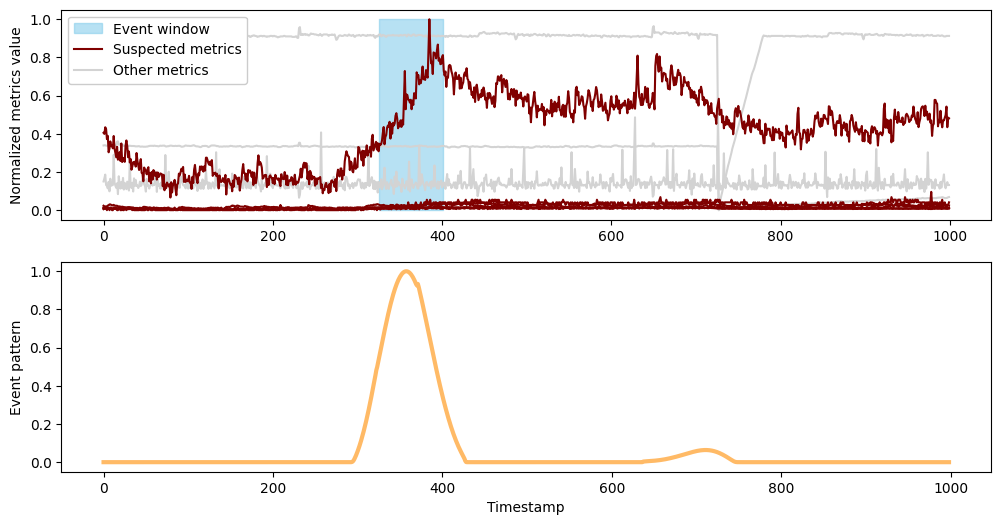 Normalized metrics value
1.0
0.8
0.6
0.4
0.2
0.0
Event window
Suspected metrics
Other metrics
0 200 400 600 800 1000
Event pattern
1.0
0.8
0.6
0.4
0.2
0.0
0 200 400 600 800 1000
Timestamp